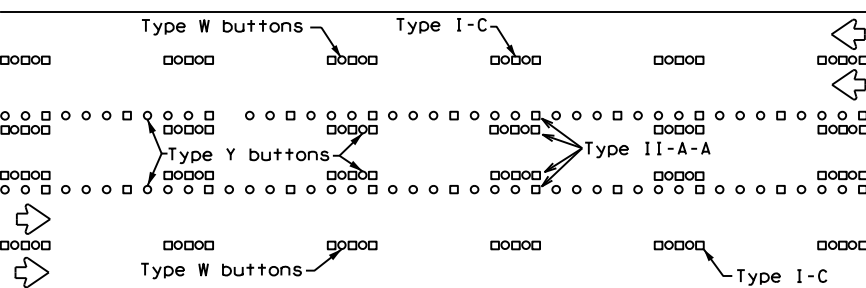 Type W buttons
Type I-C
Type Y buttons
Type II-A-A
Type W buttons
Type I-C